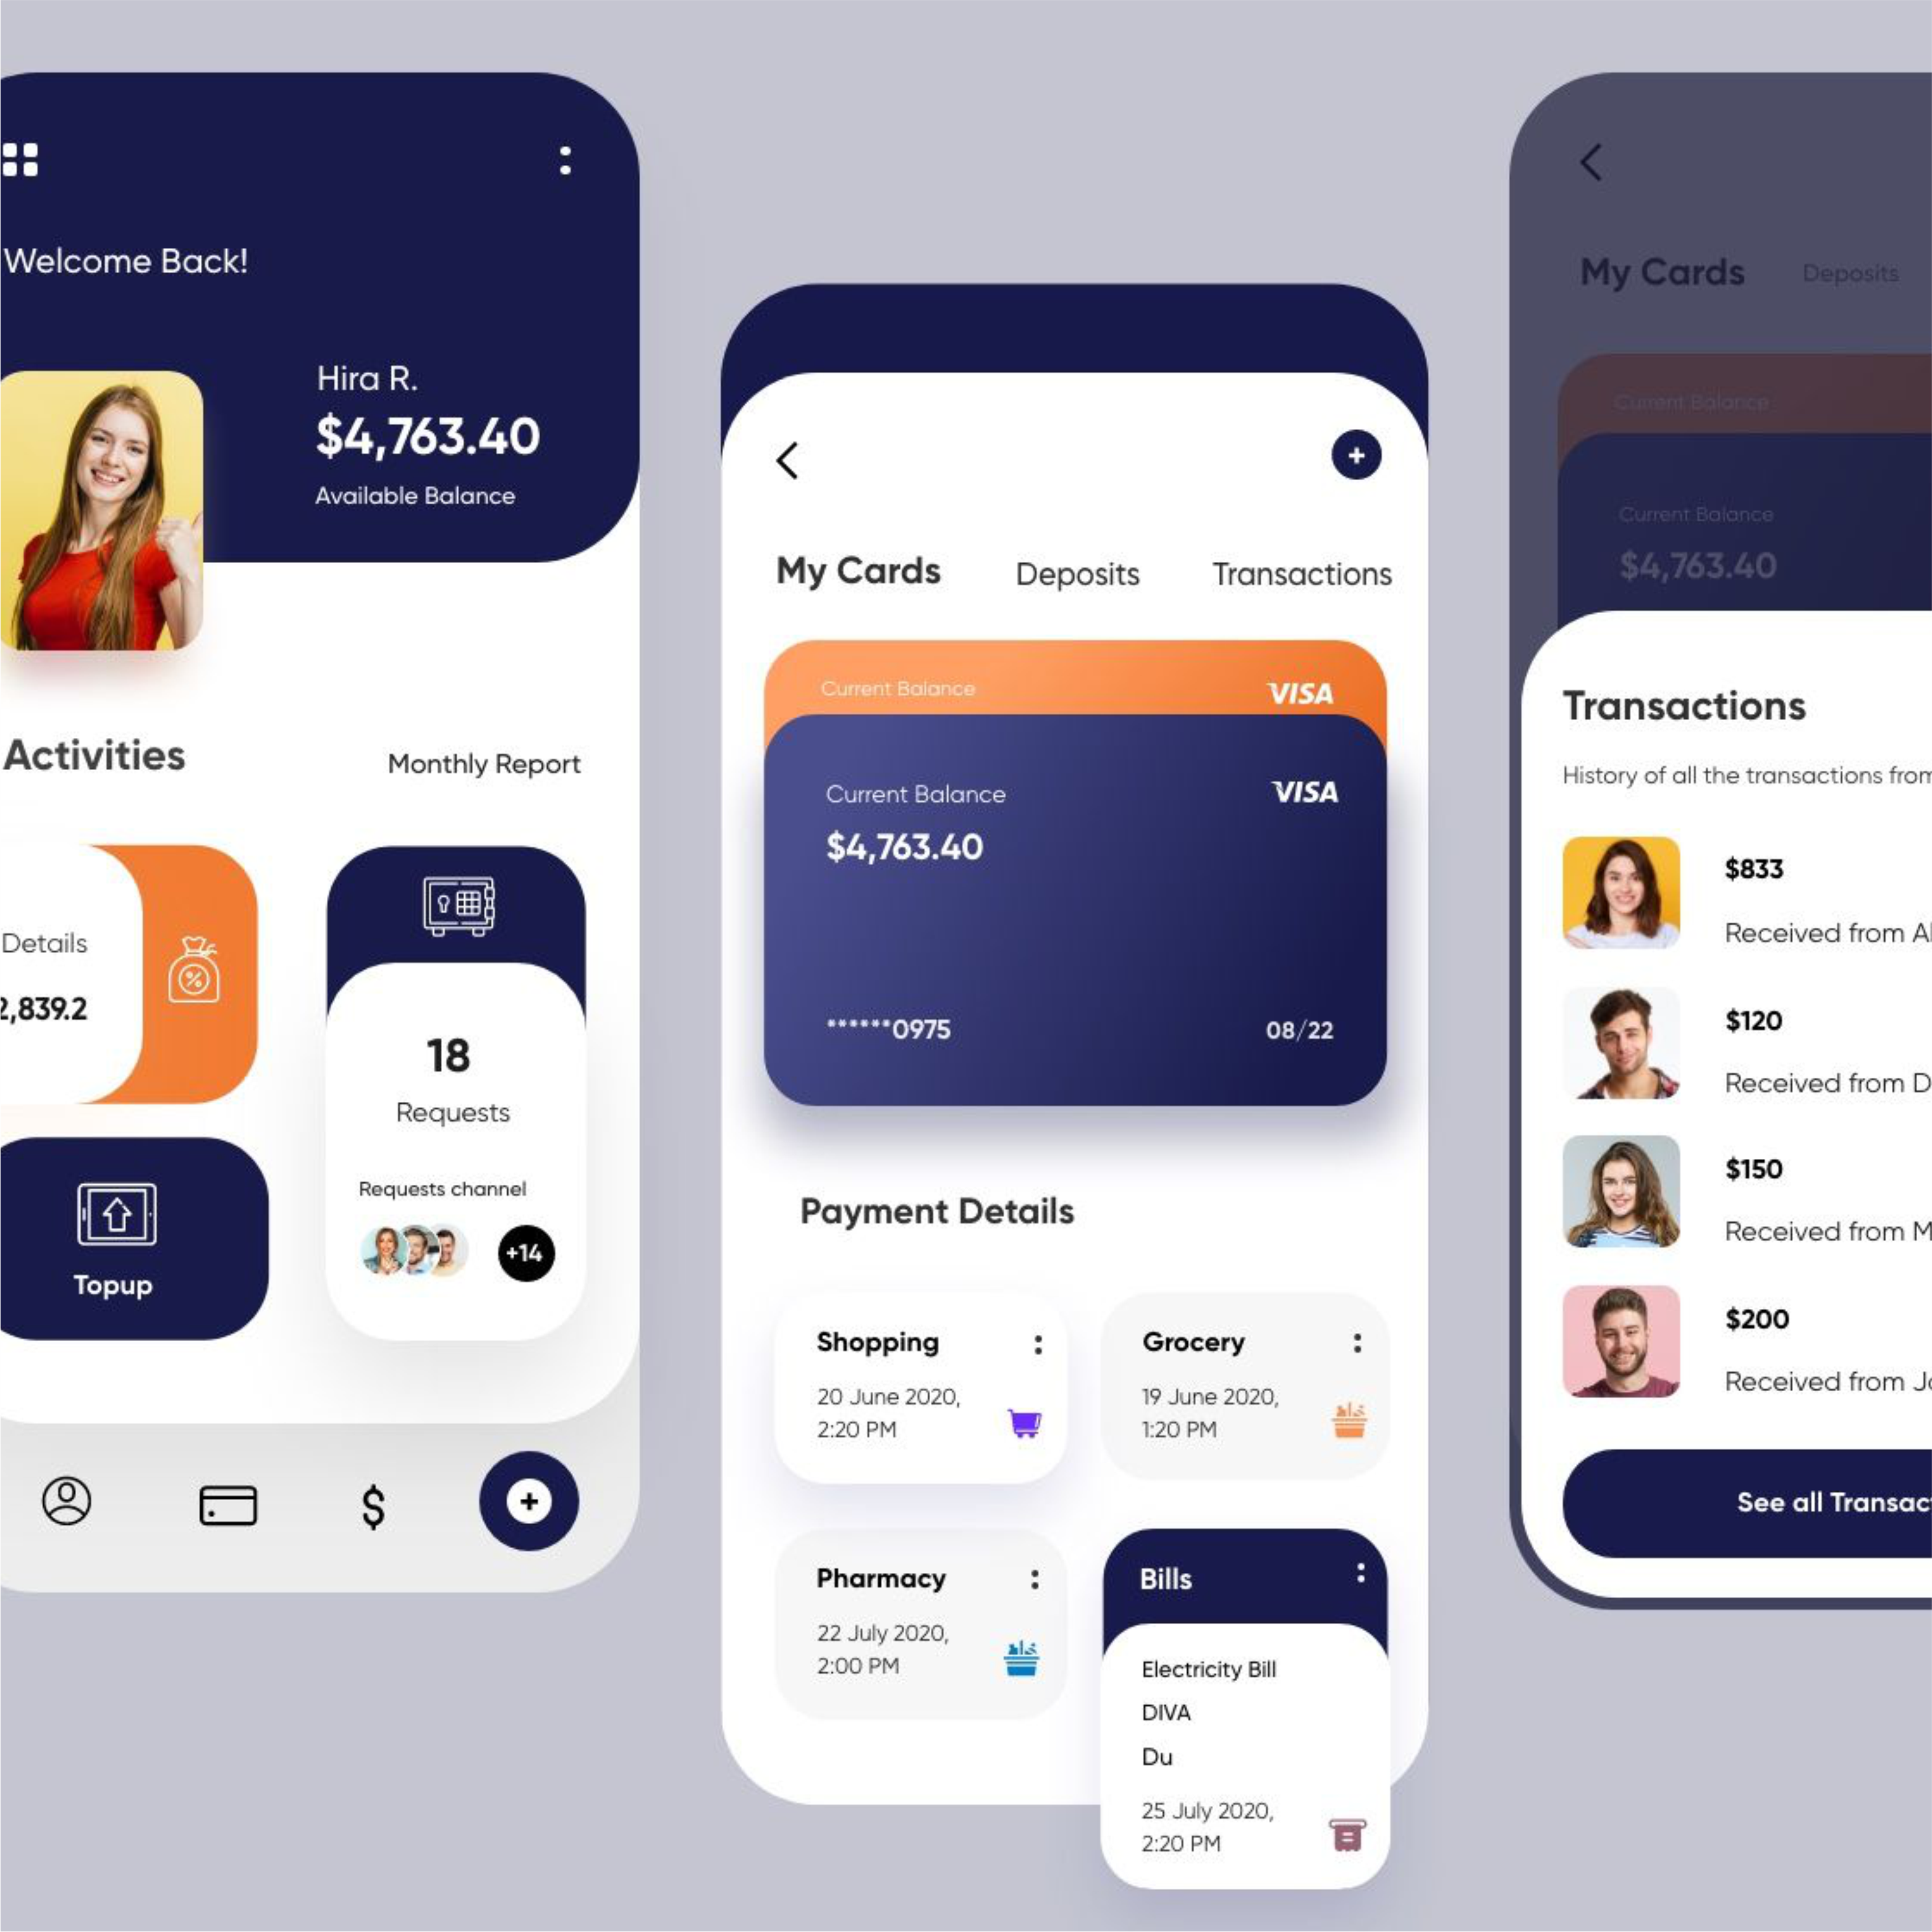 Welcome Back!
Hira R.
$4,763.40
Available Balance
Activities
Monthly Report
Details
2,839.2
18
Requests
Requests channel
+14
Topup
$
My Cards
Deposits
Transactions
Current Balance
VISA
Current Balance
VISA
$4,763.40
******0975
08/22
Payment Details
Shopping
20 June 2020,
2:20 PM
Grocery
19 June 2020,
1:20 PM
Pharmacy
22 July 2020,
2:00 PM
Bills
Electricity Bill
DIVA
Du
25 July 2020,
2:20 PM
My Cards
Deposits
Current Balance
Current Balance
$4,763.40
Transactions
History of all the transactions from
$833
Received from
$120
Received from D
$150
Received from M
$200
Received from
See all